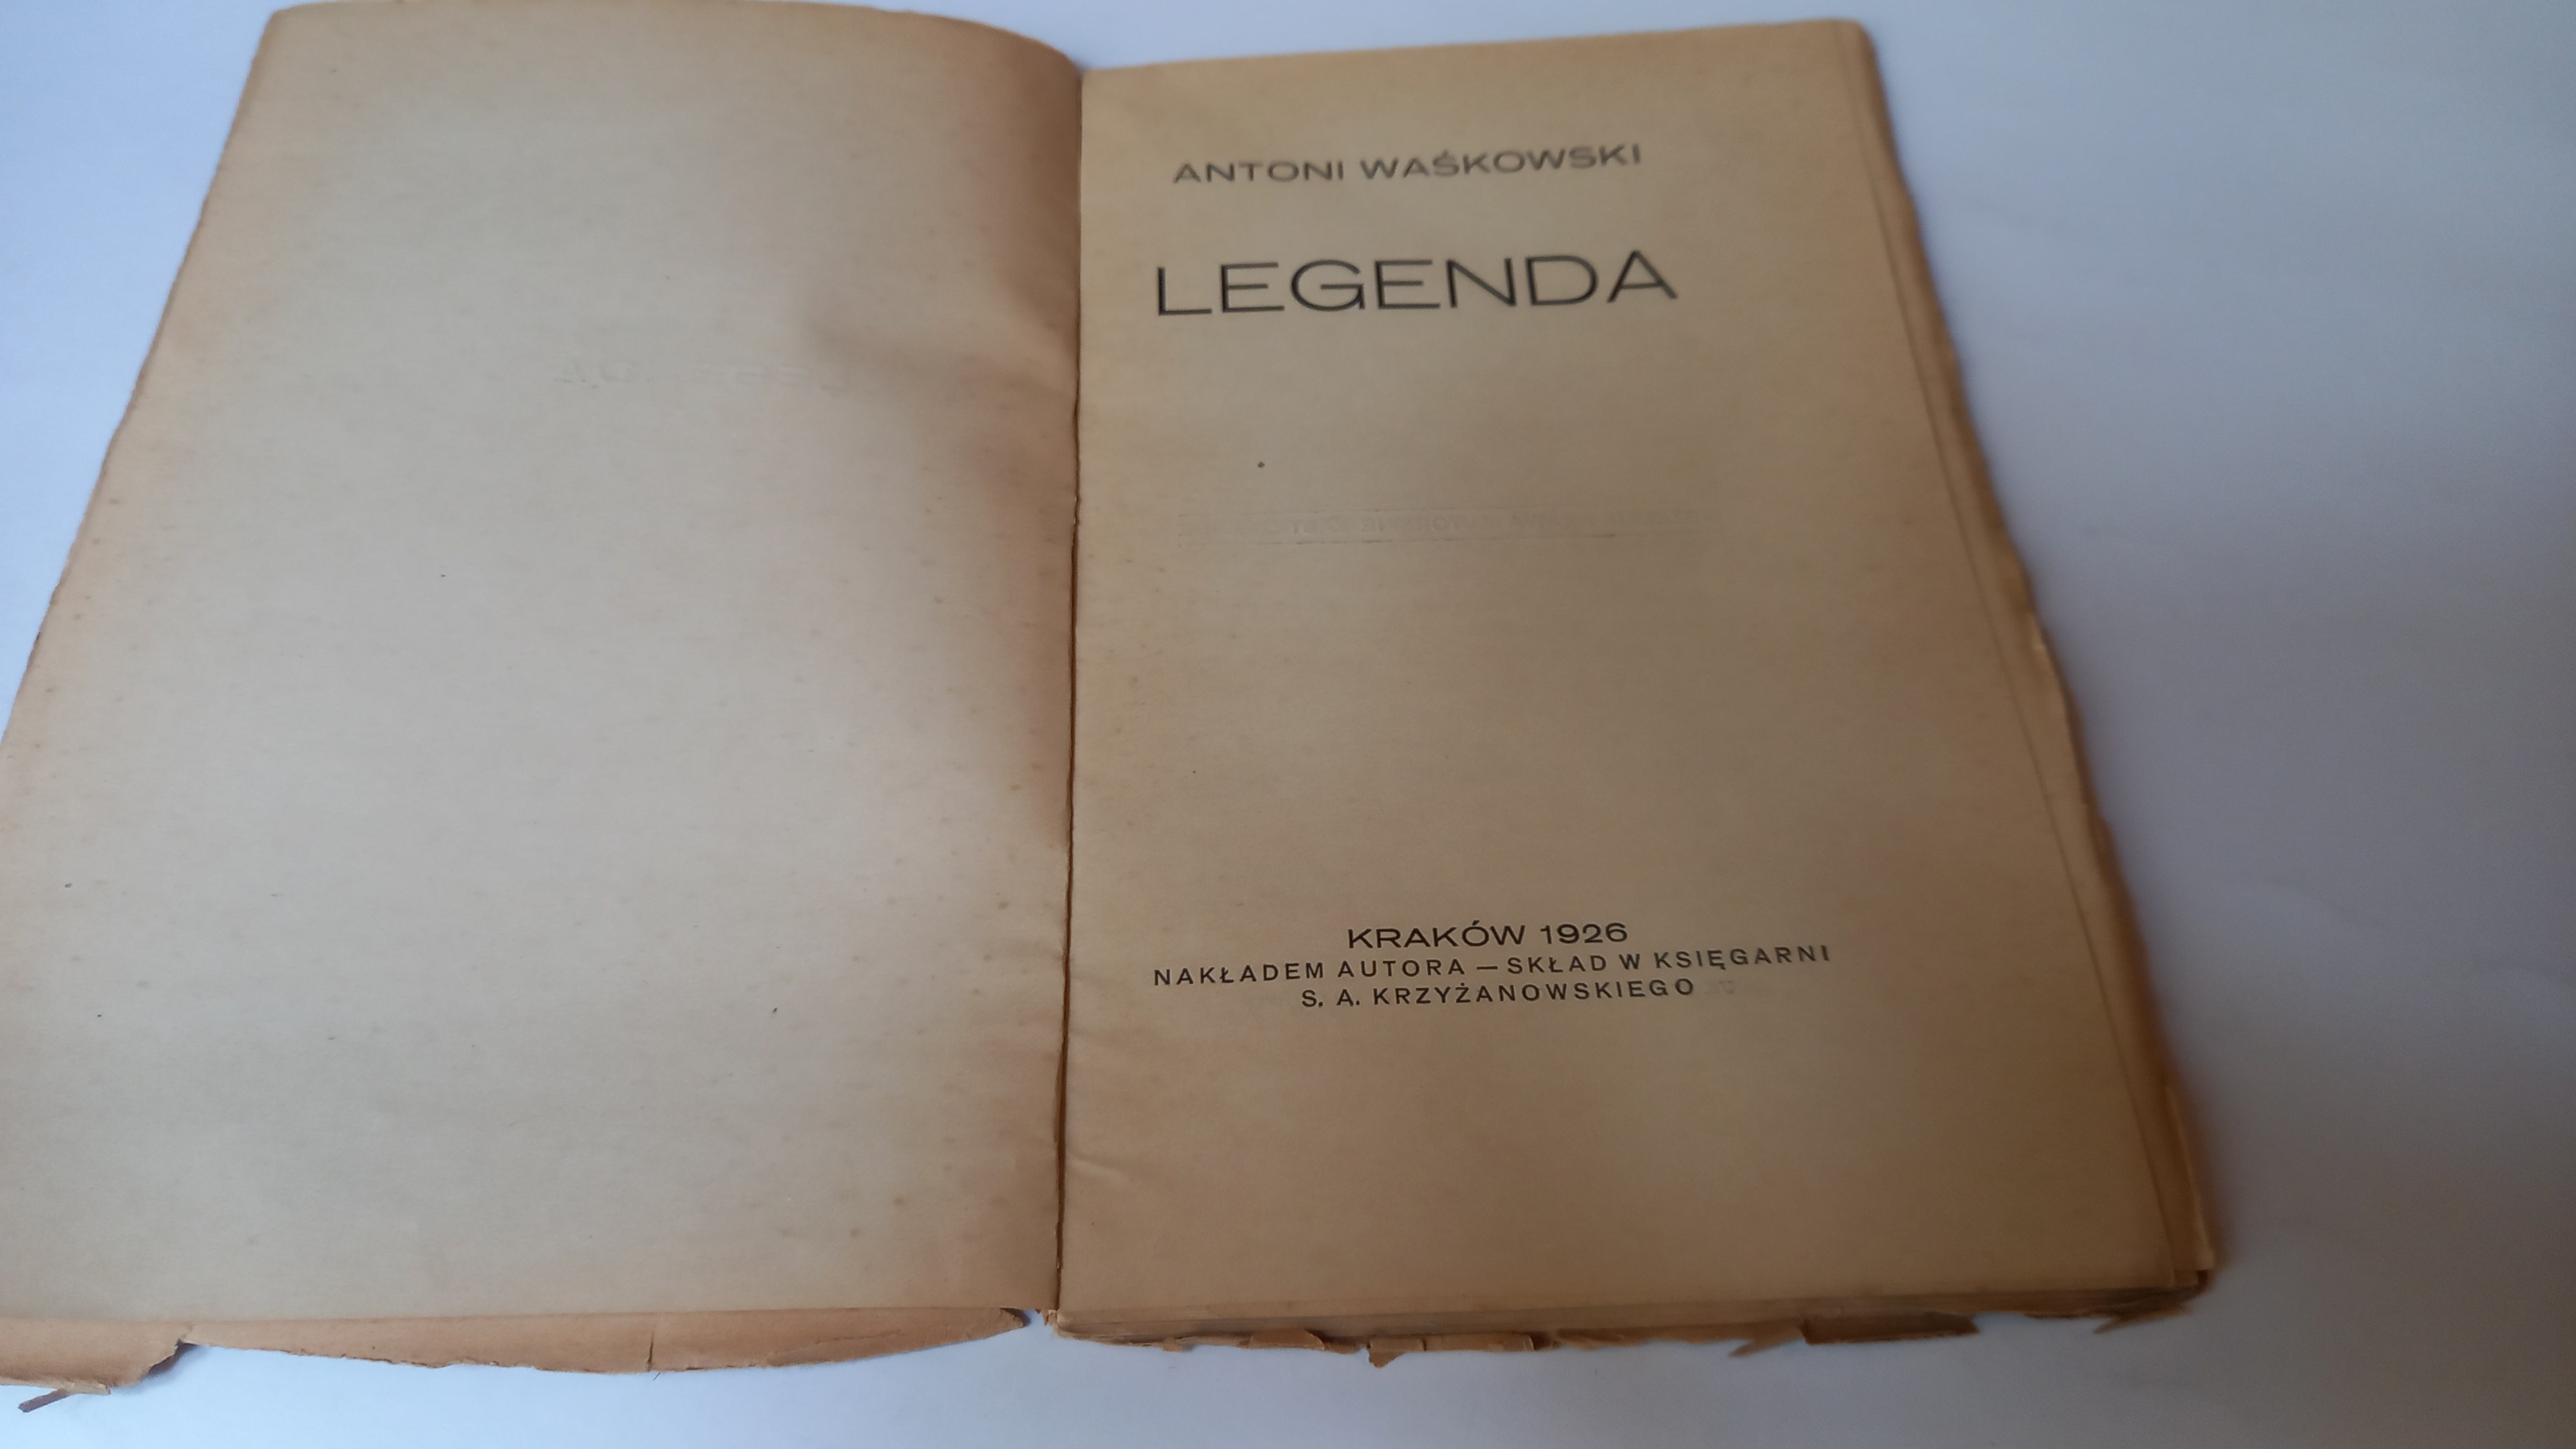 ANTONI WAŚKOWSKI
LEGENDA
KRAKÓW 1926
NAKŁADEM AUTORA — SKŁAD W KSIĘGARNI
S. A. KRZYŻANOWSKIEGO